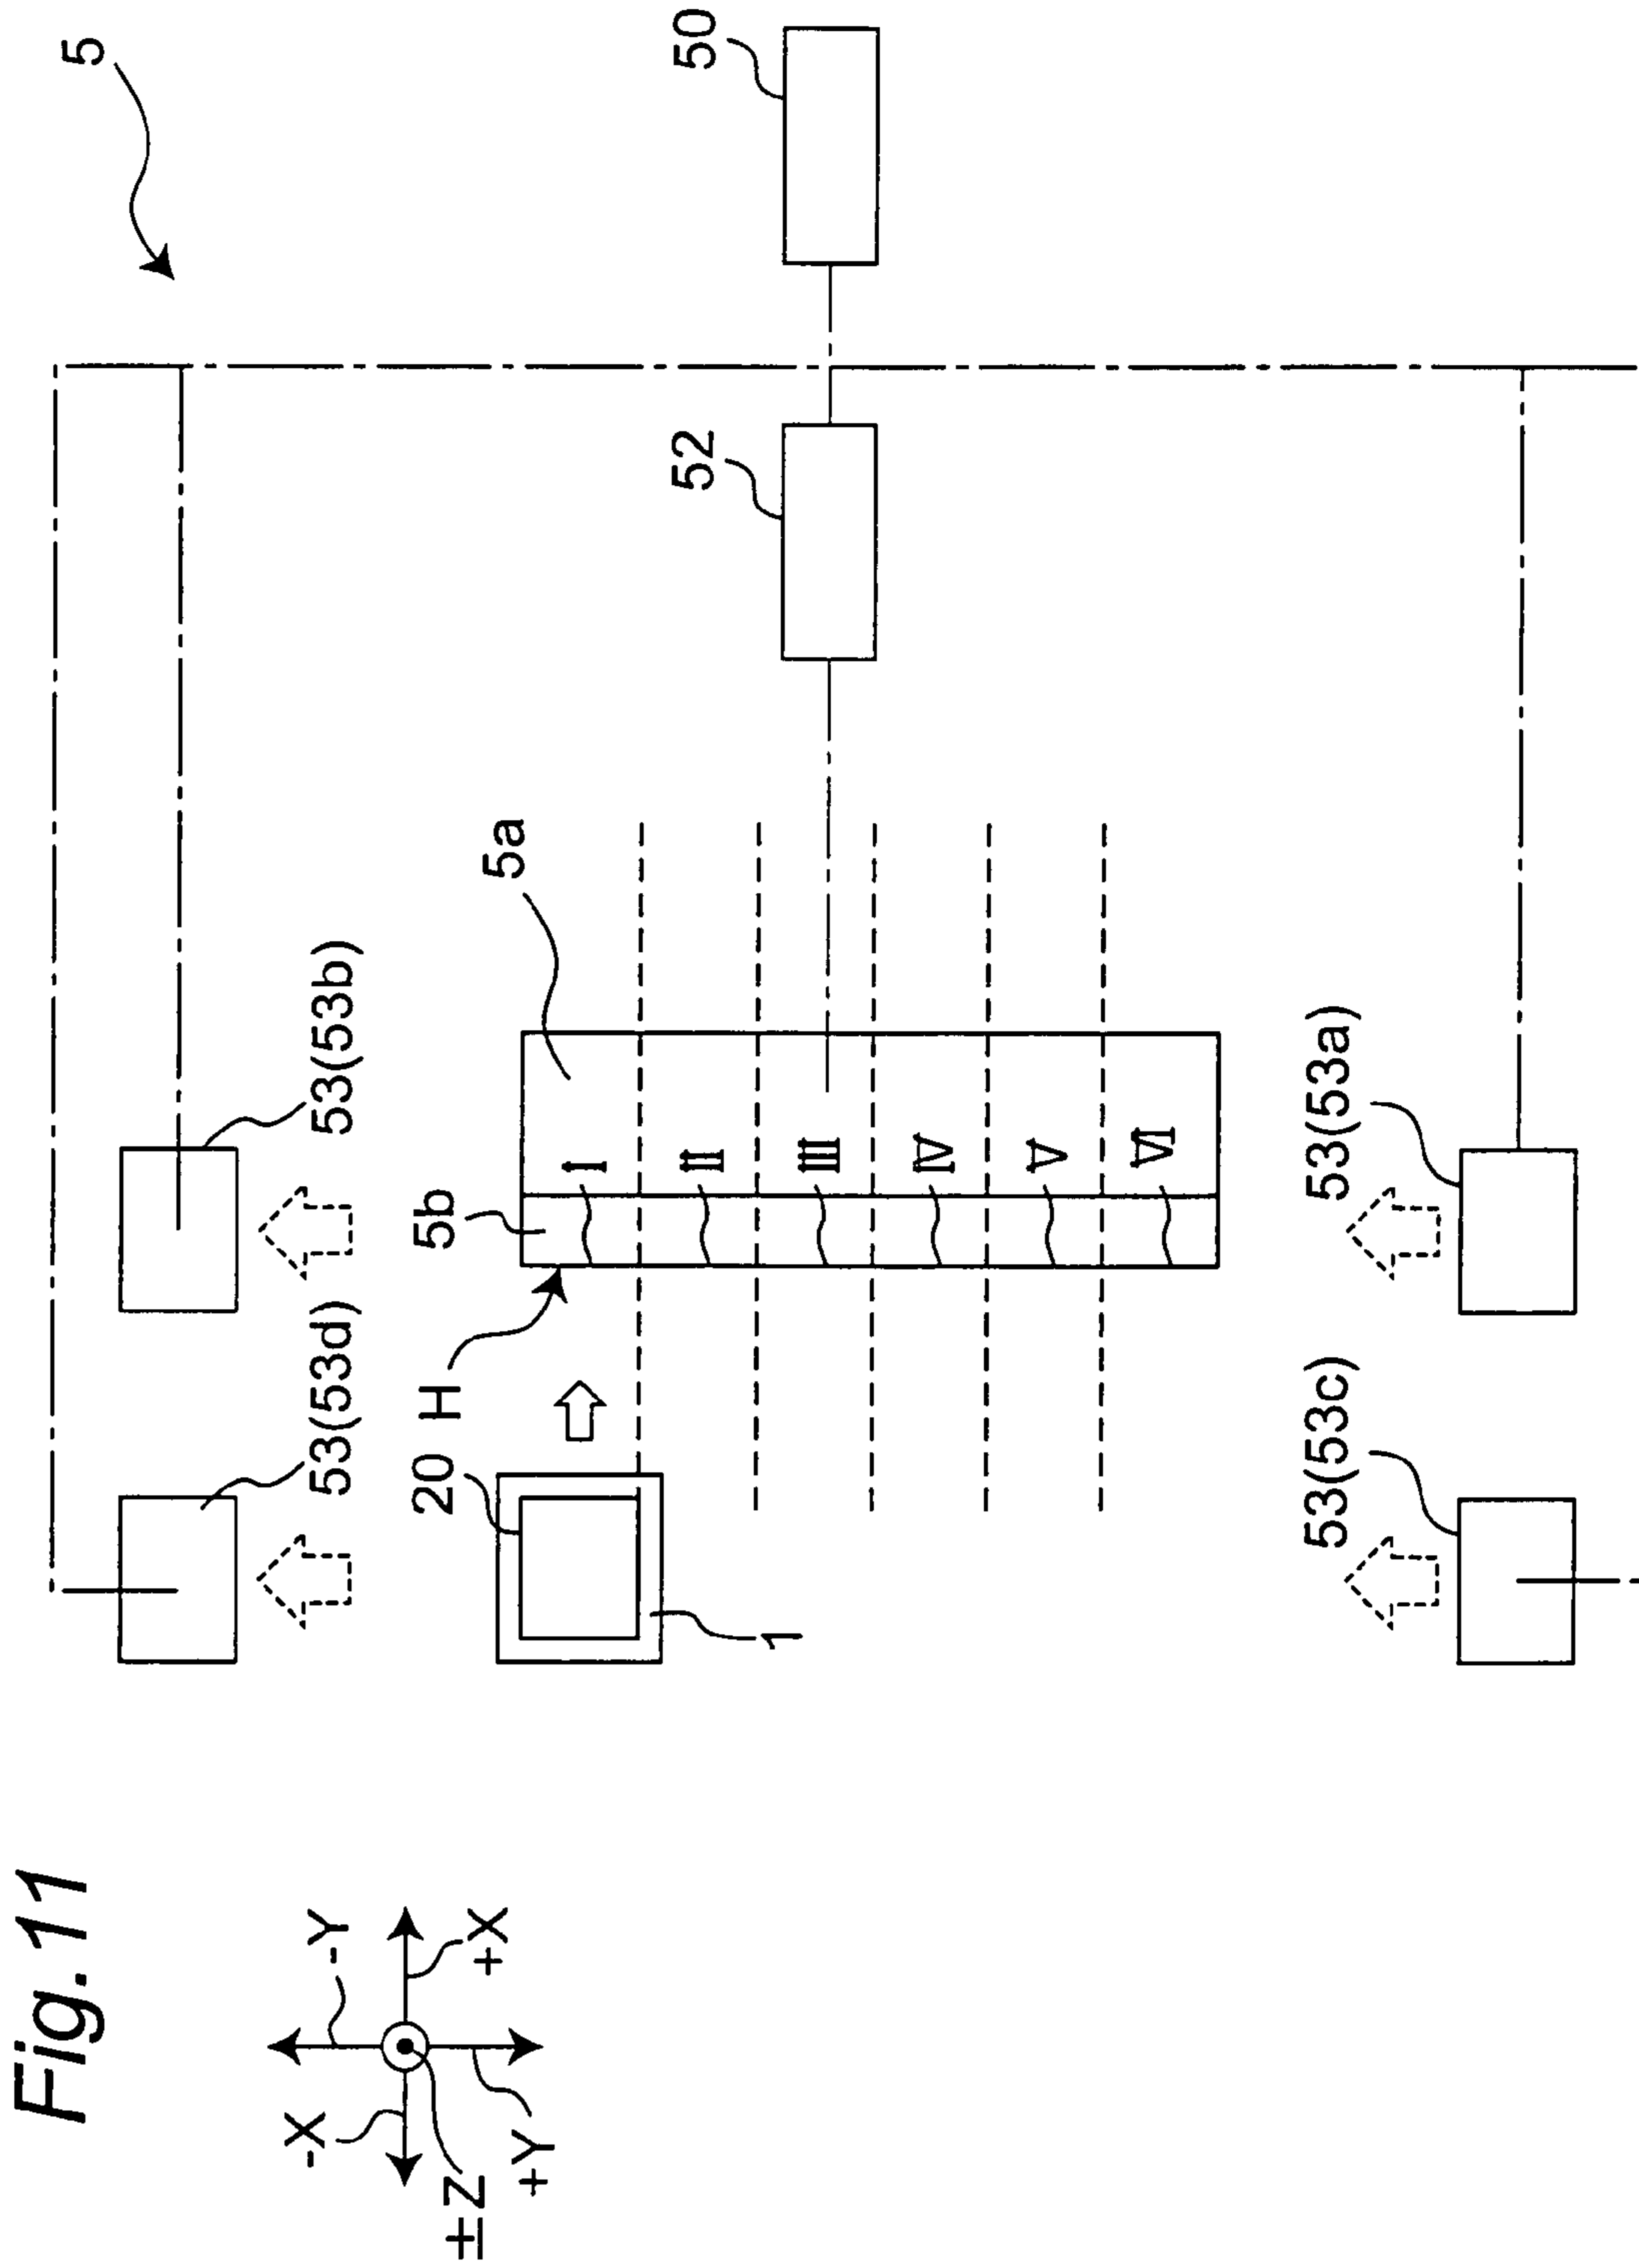 Fig.11
5
-X
-Y
53(53d)
53(53b)
±Z
+X
+Y
20
H
5b
5a
I
II
III
IV
V
VI
52
50
1
53(53c)
53(53a)